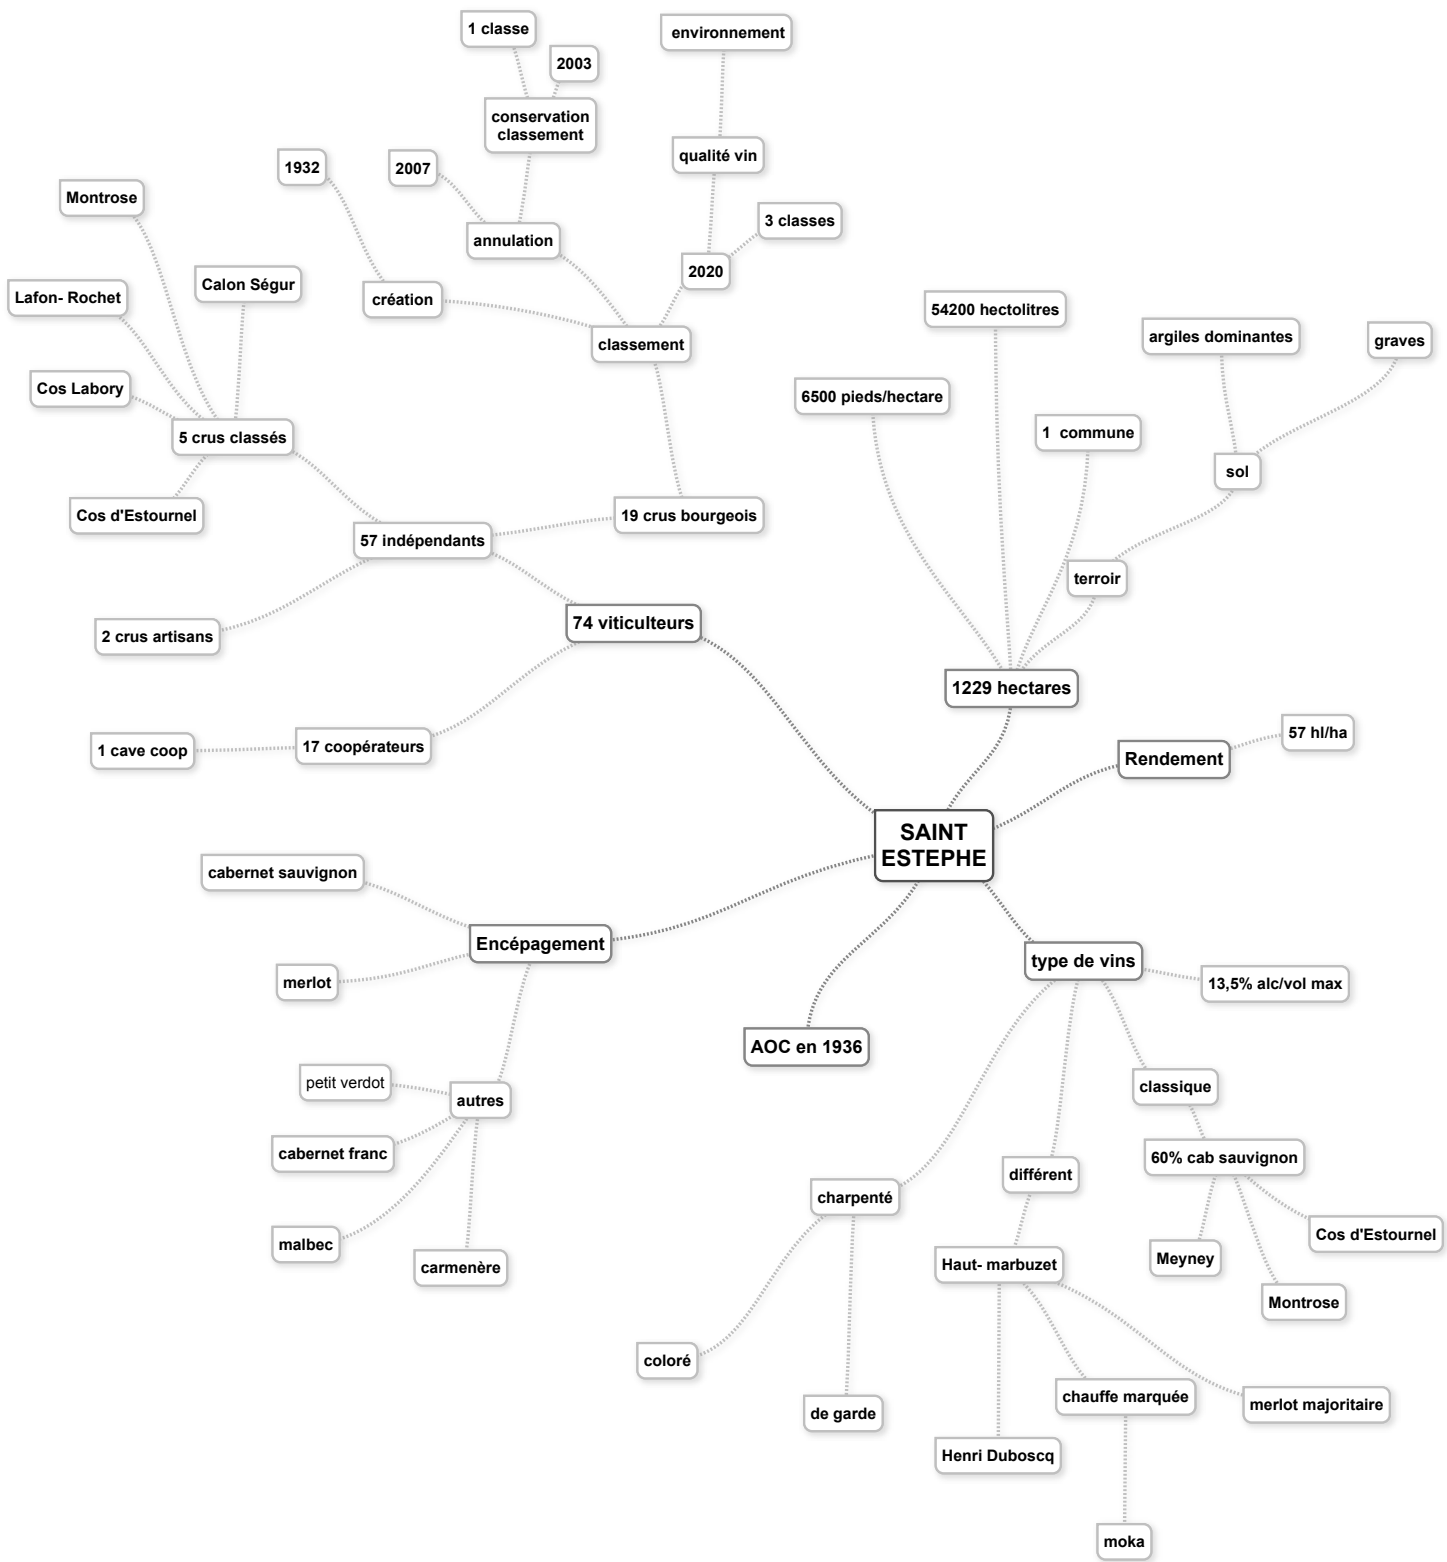 1 classe
environnement
2003
conservation
classement
qualité vin
1932
2007
Montrose
3 classes
annulation
2020
Calon Ségur
Lafon- Rochet
création
54200 hectolitres
classement
argiles dominantes
graves
Cos Labory
6500 pieds/hectare
5 crus classés
1  commune
sol
Cos d'Estournel
19 crus bourgeois
57 indépendants
terroir
74 viticulteurs
2 crus artisans
1229 hectares
57 hl/ha
1 cave coop
17 coopérateurs
Rendement
SAINT
ESTEPHE
cabernet sauvignon
Encépagement
type de vins
merlot
13,5% alc/vol max
AOC en 1936
petit verdot
classique
autres
cabernet franc
60% cab sauvignon
différent
charpenté
malbec
Cos d'Estournel
Meyney
carmenère
Haut- marbuzet
Montrose
coloré
chauffe marquée
merlot majoritaire
de garde
Henri Duboscq
moka